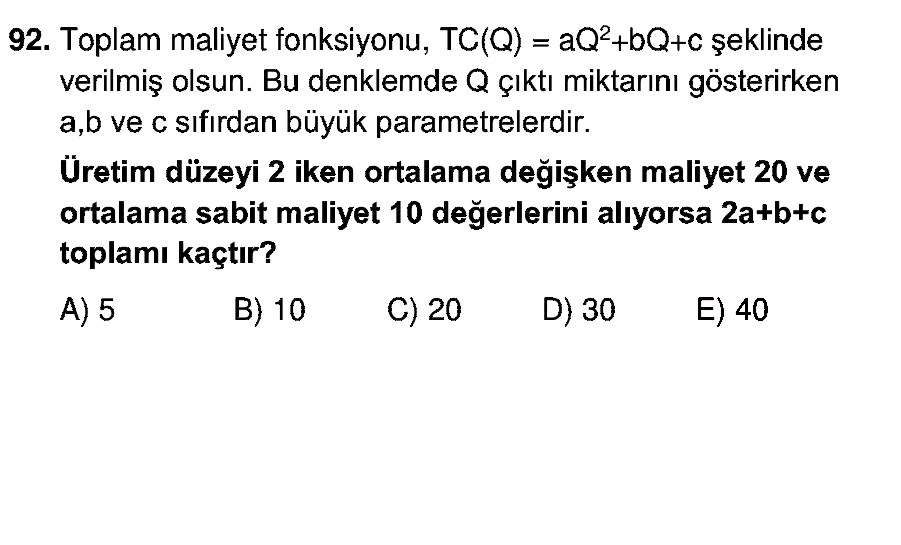 92. Toplam maliyet fonksiyonu, TC(Q) = aQ²+bQ+c şeklinde
verilmiş olsun. Bu denklemde Q çıktı miktarını gösterirken
a,b ve c sıfırdan büyük parametrelerdir.
Üretim düzeyi 2 iken ortalama değişken maliyet 20 ve
ortalama sabit maliyet 10 değerlerini alıyorsa 2a+b+c
toplamı kaçtır?
A) 5 B) 10 C) 20 D) 30 E) 40